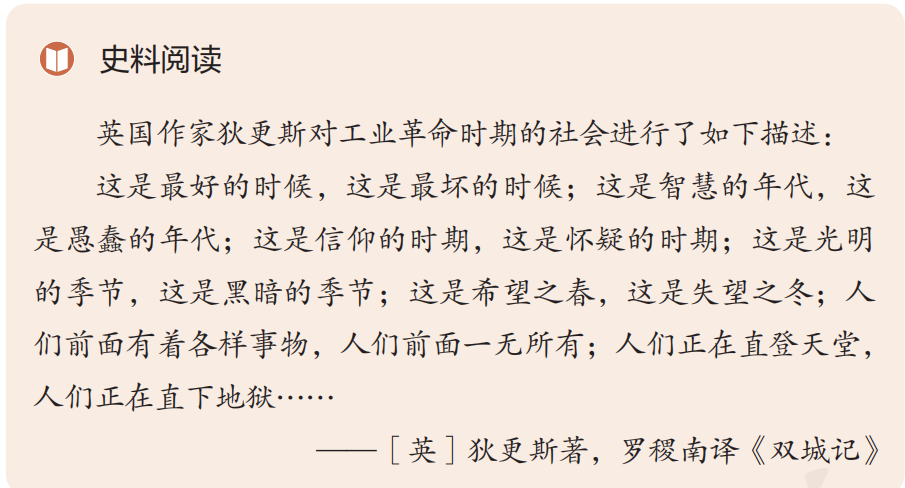 史料阅读
英国作家狄更斯对工业革命时期的社会进行了如下描述：
这是最好的时候，这是最坏的时候；这是智慧的年代，这
是愚蠢的年代；这是信仰的时期，这是怀疑的时期；这是光明
的季节，这是黑暗的季节；这是希望之春，这是失望之冬；人
们前面有着各样事物，人们前面一无所有；人们正在直登天堂，
人们正在直下地狱……
——［英］狄更斯著，罗稷南译《双城记》